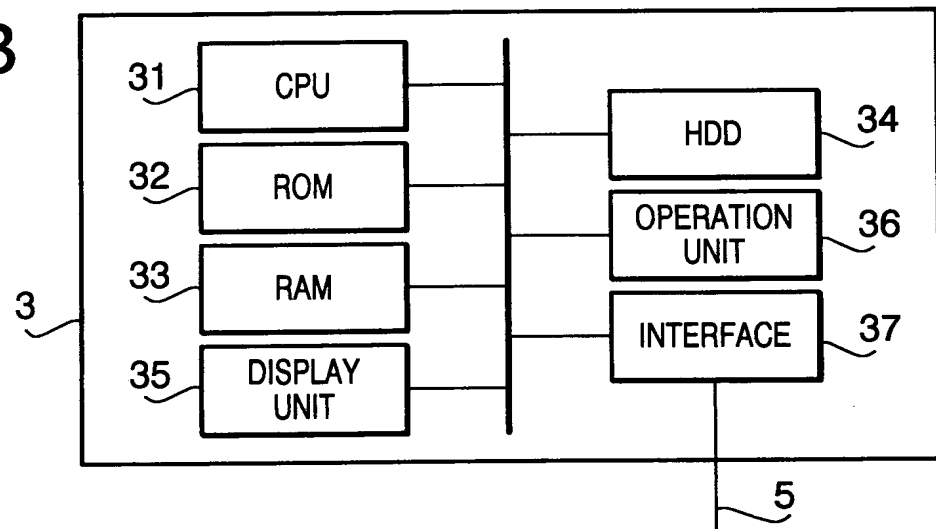 3
31
CPU
32
ROM
33
RAM
35
DISPLAY
UNIT
HDD
34
OPERATION
UNIT
36
INTERFACE
37
3
5